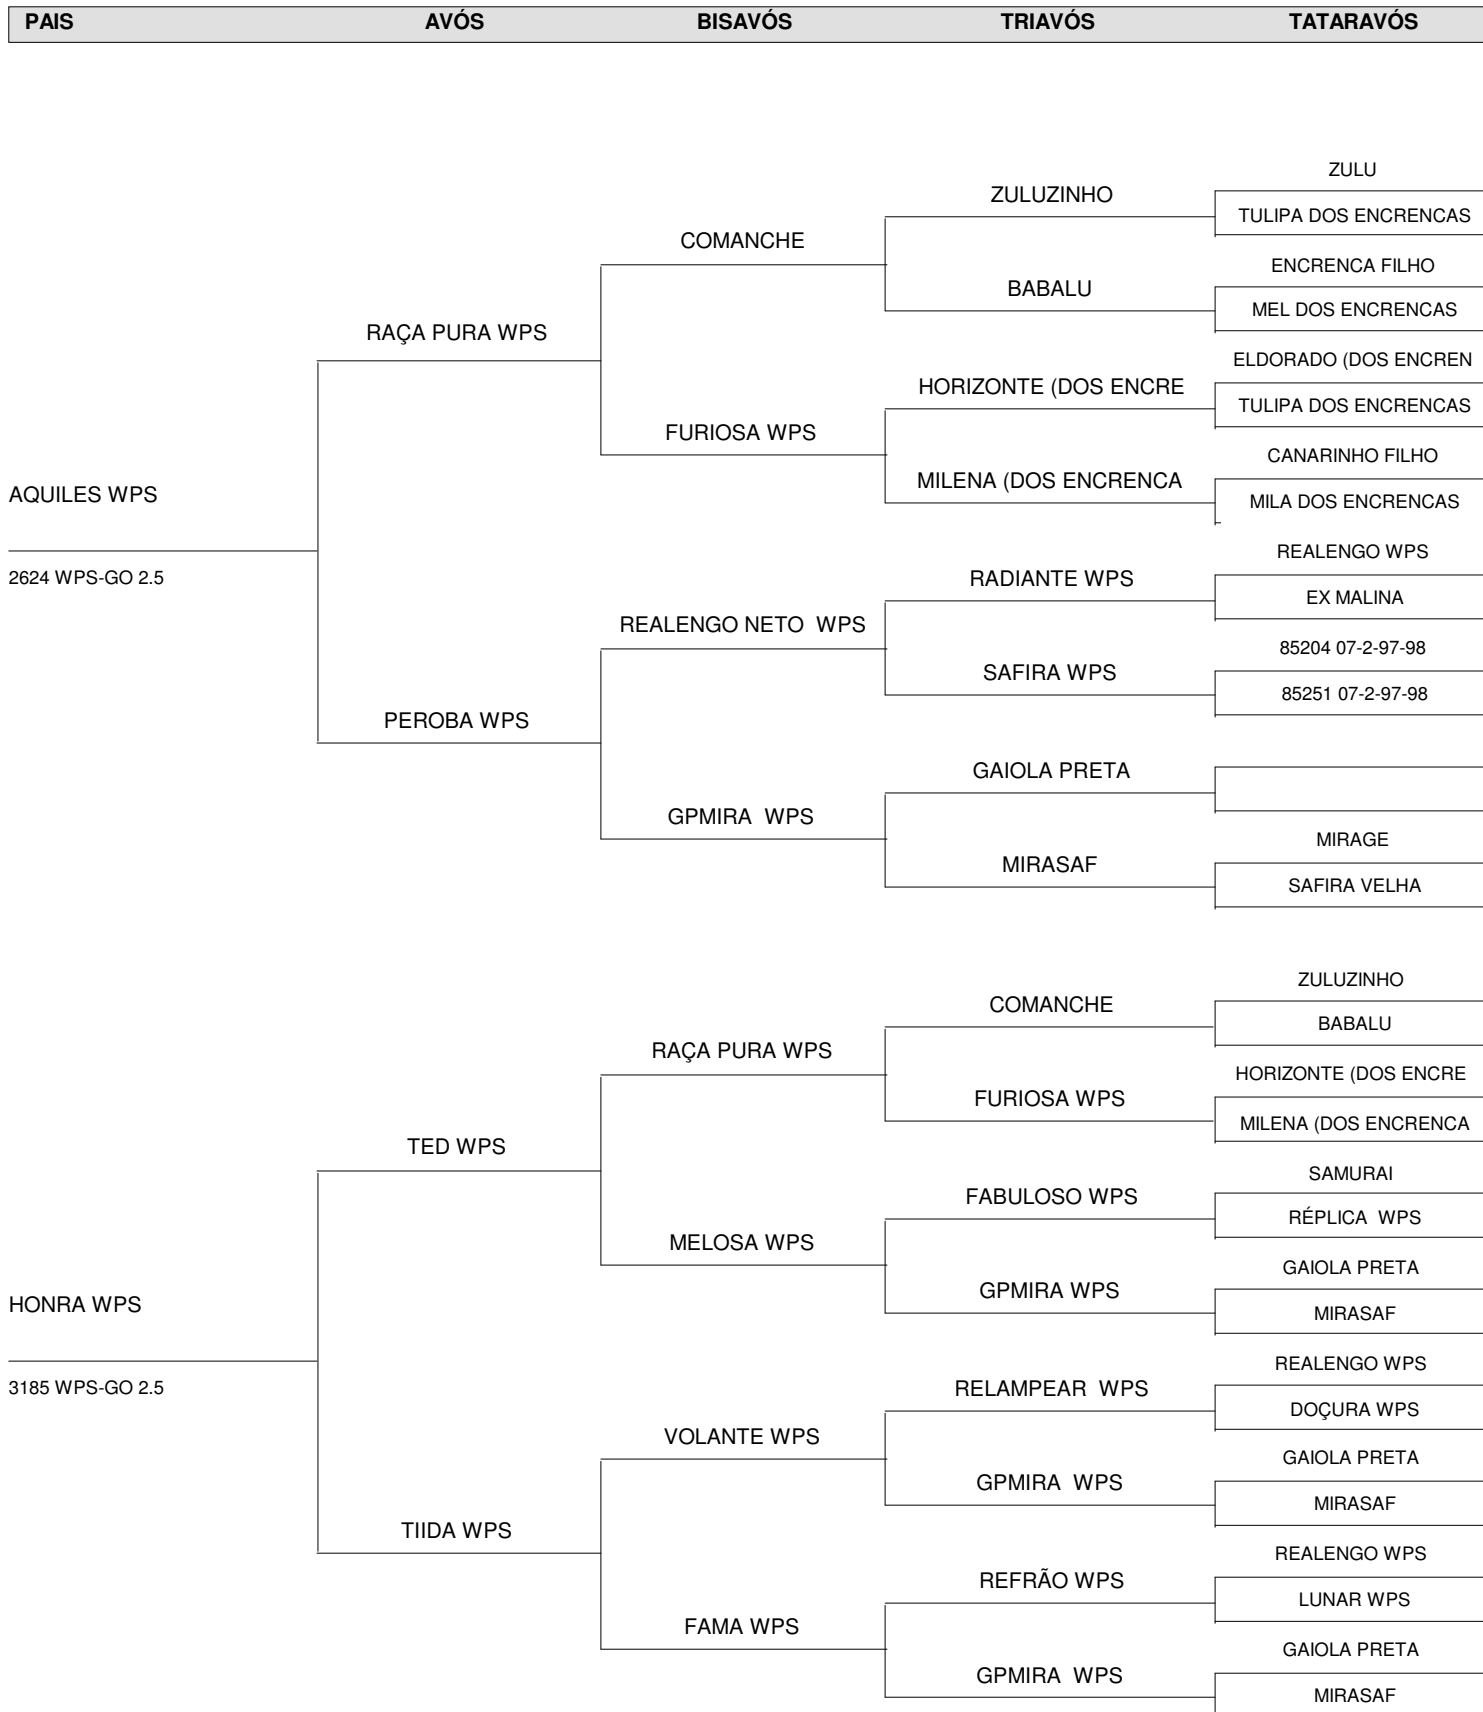 PAIS AVÓS BISAVÓS TRIAVÓS TATARAVÓS
ZULU
ZULUZINHO
TULIPA DOS ENCRENCAS
COMANCHE
ENCRENCA FILHO
BABALU
MEL DOS ENCRENCAS
RAÇA PURA WPS
ELDORADO (DOS ENCREN
HORIZONTE (DOS ENCRE
TULIPA DOS ENCRENCAS
FURIOSA WPS
CANARINHO FILHO
MILENA (DOS ENCRENCA
MILA DOS ENCRENCAS
AQUILES WPS
REALENGO WPS
2624 WPS-GO 2.5
RADIANTE WPS
EX MALINA
REALENGO NETO WPS
85204 07-2-97-98
SAFIRA WPS
85251 07-2-97-98
PEROBA WPS
GAIOLA PRETA
GPMIRA WPS
MIRAGE
MIRASAF
SAFIRA VELHA
ZULUZINHO
COMANCHE
BABALU
RAÇA PURA WPS
HORIZONTE (DOS ENCRE
FURIOSA WPS
MILENA (DOS ENCRENCA
TED WPS
SAMURAI
FABULOSO WPS
RÉPLICA WPS
MELOSA WPS
GAIOLA PRETA
GPMIRA WPS
MIRASAF
HONRA WPS
REALENGO WPS
3185 WPS-GO 2.5
RELAMPEAR WPS
DOÇURA WPS
VOLANTE WPS
GAIOLA PRETA
GPMIRA WPS
MIRASAF
TIIDA WPS
REALENGO WPS
REFRÃO WPS
LUNAR WPS
FAMA WPS
GAIOLA PRETA
GPMIRA WPS
MIRASAF